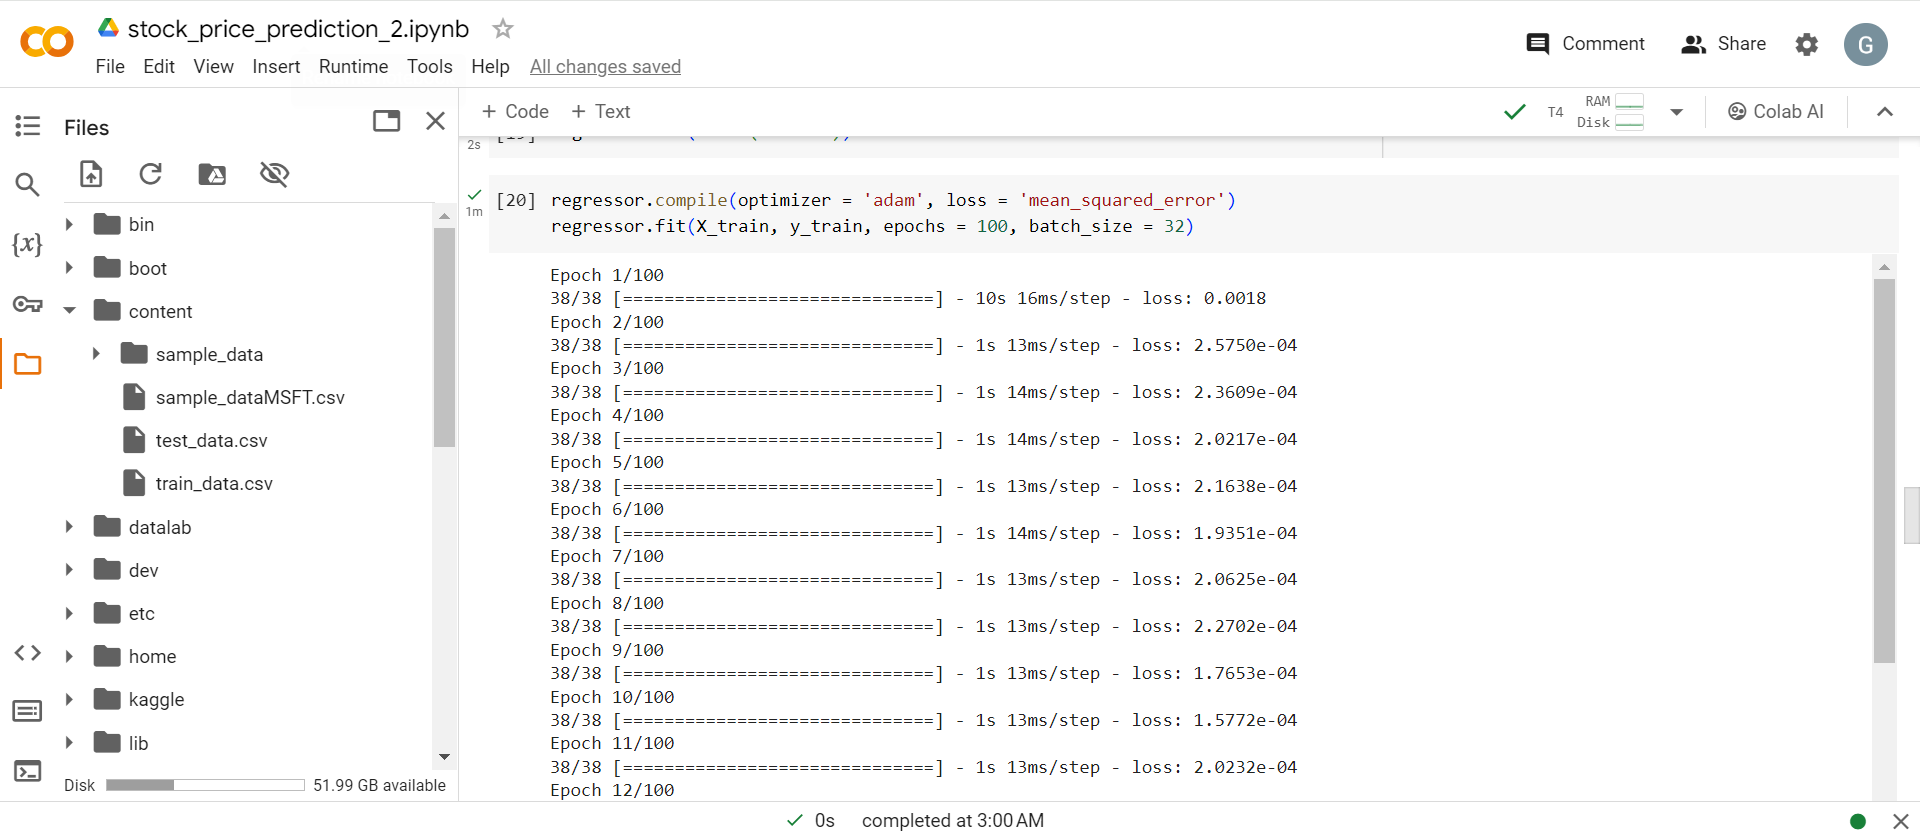 stock_price_prediction_2.ipynb
Comment
Share
G
File Edit View Insert Runtime Tools Help All changes saved
Files
+ Code + Text
T4
RAM
Disk
Colab AI
2s
bin
boot
content
sample_data
sample_dataMSFT.csv
test_data.csv
train_data.csv
datalab
dev
etc
home
kaggle
lib
Disk
51.99 GB available
{x}
1m
[20] regressor.compile(optimizer = 'adam', loss = 'mean_squared_error')
regressor.fit(X_train, y_train, epochs = 100, batch_size = 32)
Epoch 1/100
38/38 [==============================] - 10s 16ms/step - loss: 0.0018
Epoch 2/100
38/38 [==============================] - 1s 13ms/step - loss: 2.5750e-04
Epoch 3/100
38/38 [==============================] - 1s 14ms/step - loss: 2.3609e-04
Epoch 4/100
38/38 [==============================] - 1s 14ms/step - loss: 2.0217e-04
Epoch 5/100
38/38 [==============================] - 1s 13ms/step - loss: 2.1638e-04
Epoch 6/100
38/38 [==============================] - 1s 14ms/step - loss: 1.9351e-04
Epoch 7/100
38/38 [==============================] - 1s 13ms/step - loss: 2.0625e-04
Epoch 8/100
38/38 [==============================] - 1s 13ms/step - loss: 2.2702e-04
Epoch 9/100
38/38 [==============================] - 1s 13ms/step - loss: 1.7653e-04
Epoch 10/100
38/38 [==============================] - 1s 13ms/step - loss: 1.5772e-04
Epoch 11/100
38/38 [==============================] - 1s 13ms/step - loss: 2.0232e-04
Epoch 12/100
0s completed at 3:00 AM